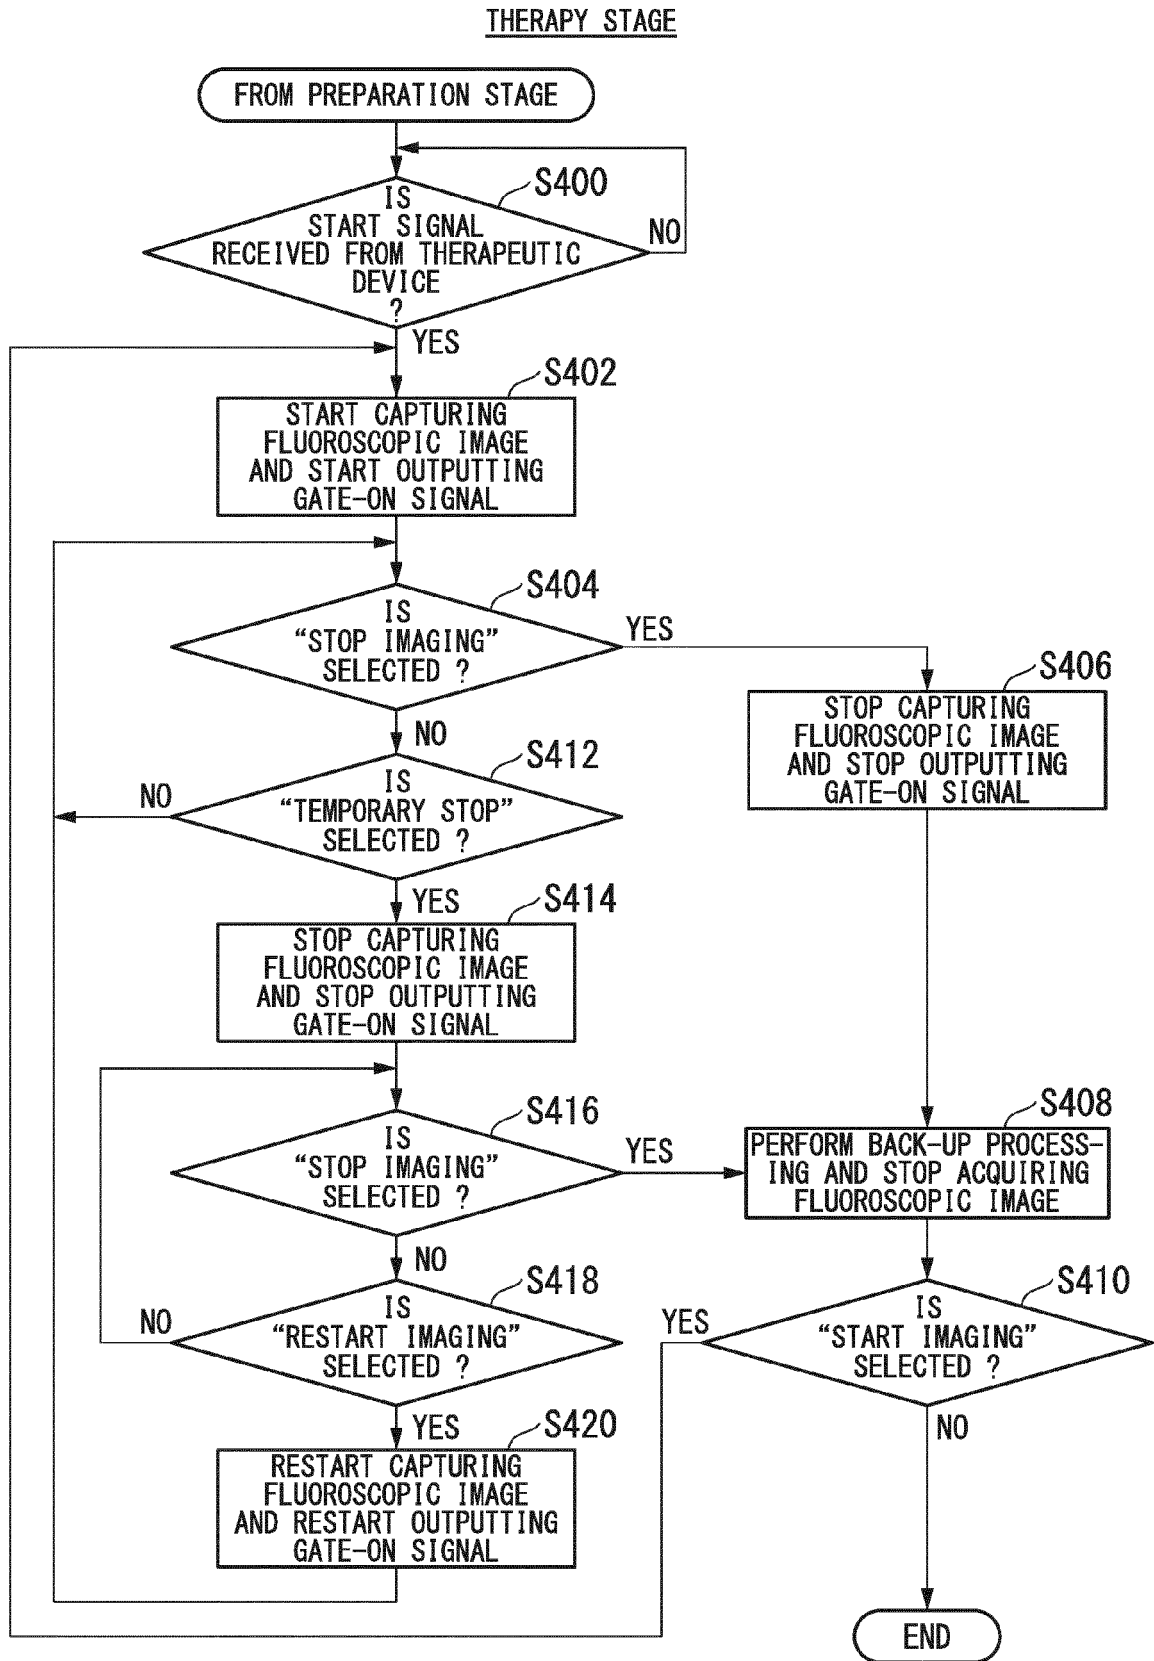 THERAPY STAGE
FROM PREPARATION STAGE
S400
IS
START SIGNAL
RECEIVED FROM THERAPEUTIC
DEVICE
?
NO
YES
S402
START CAPTURING
FLUOROSCOPIC IMAGE
AND START OUTPUTTING
GATE-ON SIGNAL
S404
IS
“STOP IMAGING”
SELECTED ?
YES
NO
S406
STOP CAPTURING
FLUOROSCOPIC IMAGE
AND STOP OUTPUTTING
GATE-ON SIGNAL
S412
IS
“TEMPORARY STOP”
SELECTED ?
NO
YES
S414
STOP CAPTURING
FLUOROSCOPIC IMAGE
AND STOP OUTPUTTING
GATE-ON SIGNAL
S416
IS
“STOP IMAGING”
SELECTED ?
YES
NO
S408
PERFORM BACK-UP PROCESS-
ING AND STOP ACQUIRING
FLUOROSCOPIC IMAGE
S418
IS
“RESTART IMAGING”
SELECTED ?
NO
YES
S410
IS
“START IMAGING”
SELECTED ?
YES
NO
S420
RESTART CAPTURING
FLUOROSCOPIC IMAGE
AND RESTART OUTPUTTING
GATE-ON SIGNAL
END